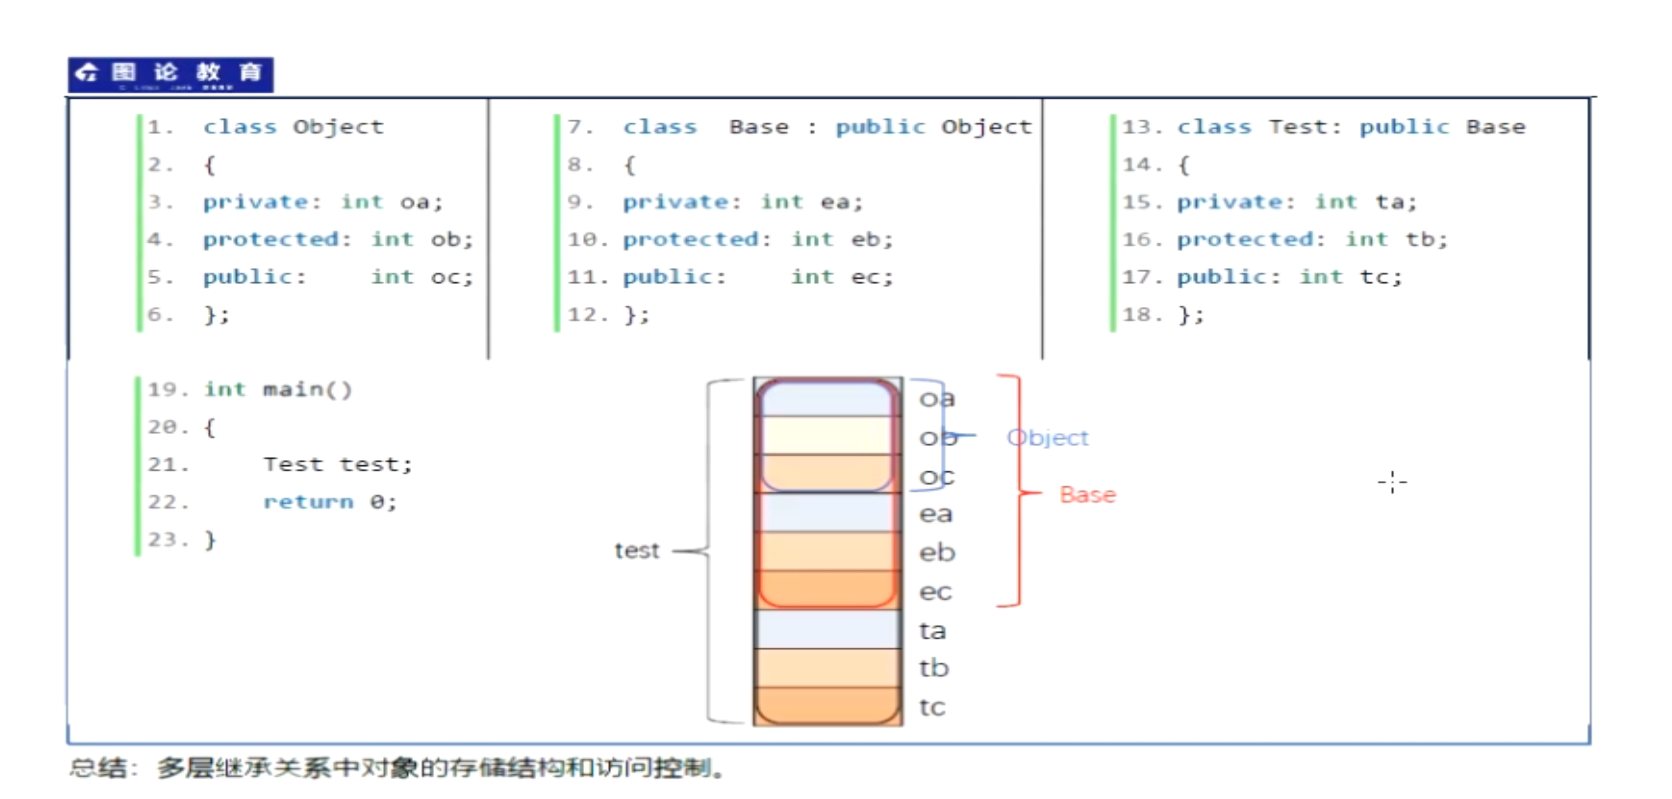 图论教育
1. class Object
2. {
3. private: int oa;
4. protected: int ob;
5. public: int oc;
6. };
7. class Base : public Object
8. {
9. private: int ea;
10. protected: int eb;
11. public: int ec;
12. };
13. class Test: public Base
14. {
15. private: int ta;
16. protected: int tb;
17. public: int tc;
18. };
19. int main()
20. {
21. Test test;
22. return 0;
23. }
test
oa
ob
oc
ea
eb
ec
ta
tb
tc
Object
Base
总结：多层继承关系中对象的存储结构和访问控制。